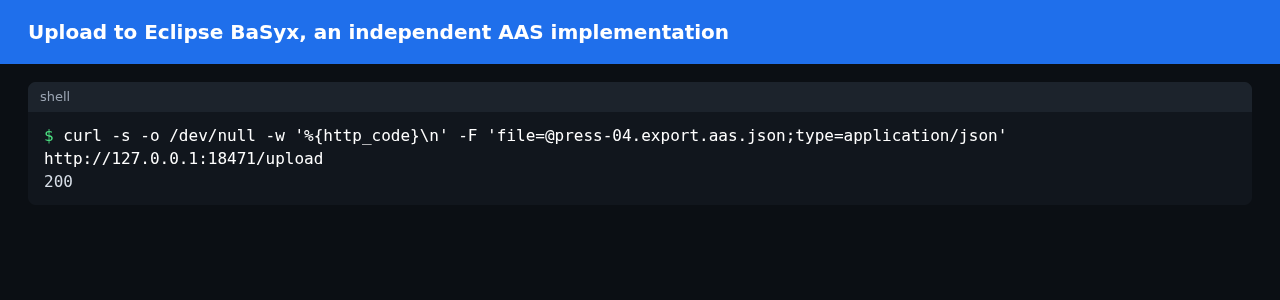 Upload to Eclipse BaSyx, an independent AAS implementation
shell
$ curl -s -o /dev/null -w '%{http_code}\n' -F 'file=@press-04.export.aas.json;type=application/json'
http://127.0.0.1:18471/upload
200